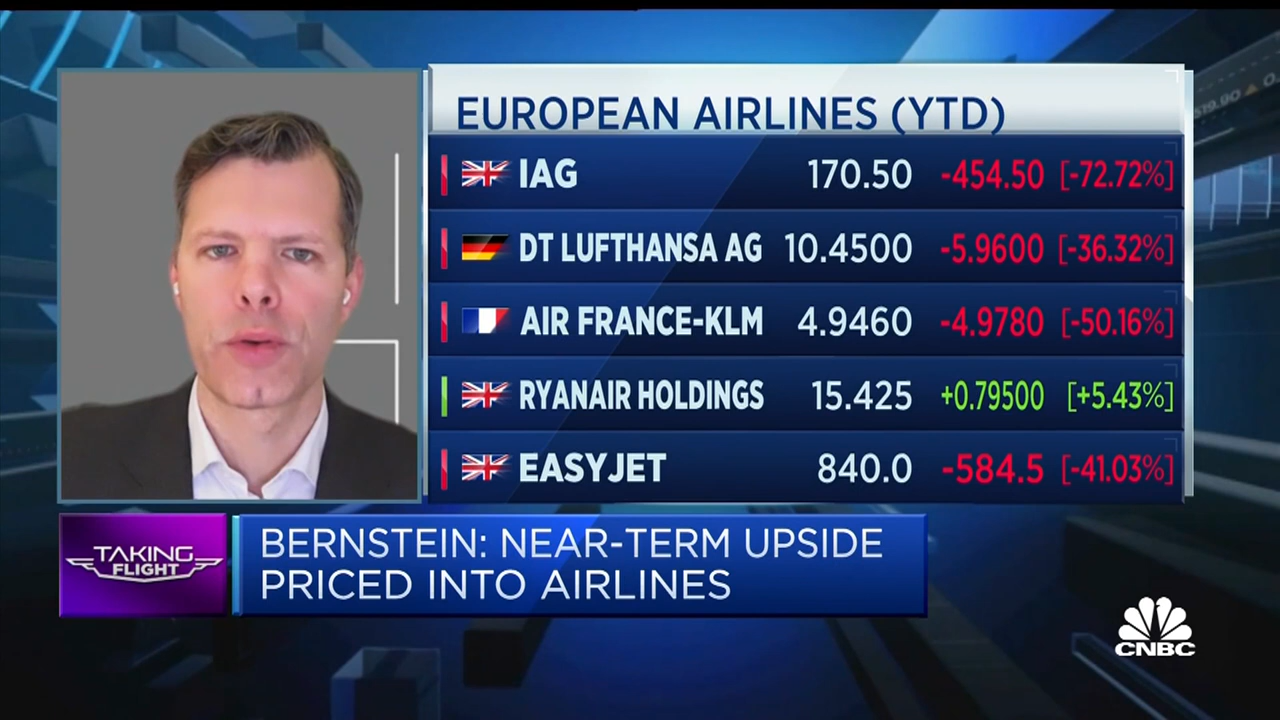 EUROPEAN AIRLINES (YTD)
IAG 170.50 -454.50 [-72.72%]
DT LUFTHANSA AG 10.4500 -5.9600 [-36.32%]
AIR FRANCE-KLM 4.9460 -4.9780 [-50.16%]
RYANAIR HOLDINGS 15.425 +0.79500 [+5.43%]
EASYJET 840.0 -584.5 [-41.03%]
TAKING
FLIGHT
BERNSTEIN: NEAR-TERM UPSIDE
PRICED INTO AIRLINES
CNBC